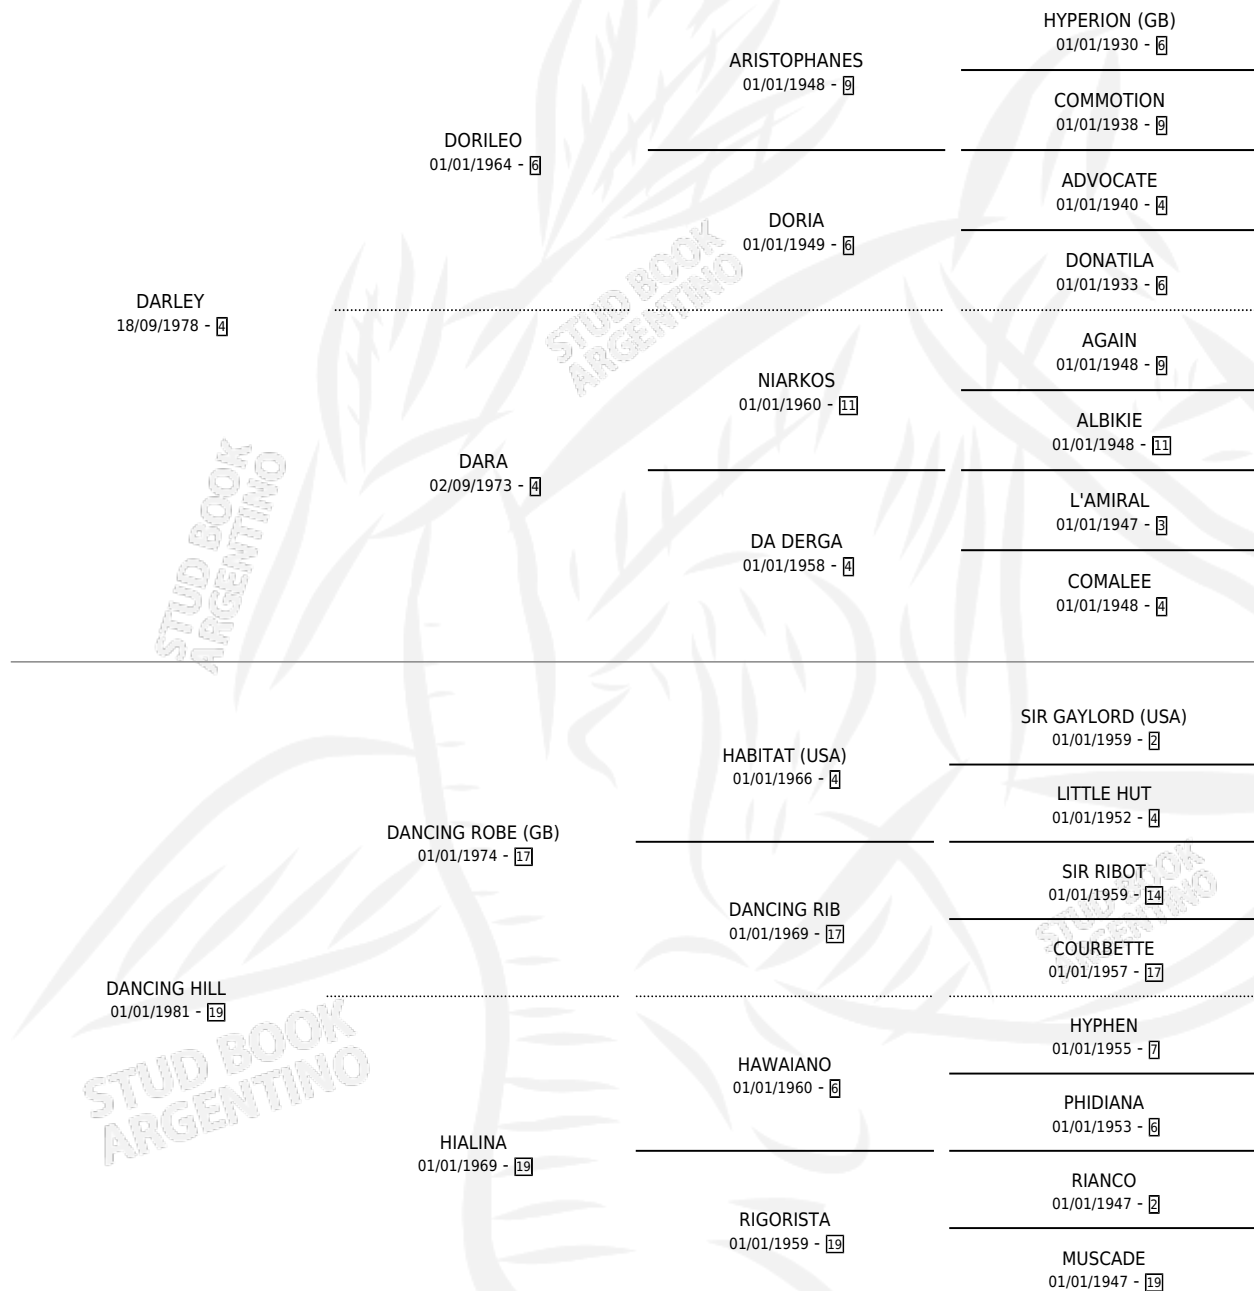 HYPERION (GB)
01/01/1930 - 6
ARISTOPHANES
01/01/1948 - 9
COMMOTION
01/01/1938 - 9
DORILEO
01/01/1964 - 6
ADVOCATE
01/01/1940 - 4
DORIA
01/01/1949 - 6
DONATILA
01/01/1933 - 6
DARLEY
18/09/1978 - 4
AGAIN
01/01/1948 - 9
NIARKOS
01/01/1960 - 11
ALBIKIE
01/01/1948 - 11
DARA
02/09/1973 - 4
L'AMIRAL
01/01/1947 - 3
DA DERGA
01/01/1958 - 4
COMALEE
01/01/1948 - 4
SIR GAYLORD (USA)
01/01/1959 - 2
HABITAT (USA)
01/01/1966 - 4
LITTLE HUT
01/01/1952 - 4
DANCING ROBE (GB)
01/01/1974 - 17
SIR RIBOT
01/01/1959 - 14
DANCING RIB
01/01/1969 - 17
COURBETTE
01/01/1957 - 17
DANCING HILL
01/01/1981 - 19
HYPHEN
01/01/1955 - 7
HAWAIANO
01/01/1960 - 6
PHIDIANA
01/01/1953 - 6
HIALINA
01/01/1969 - 19
RIANCO
01/01/1947 - 2
RIGORISTA
01/01/1959 - 19
MUSCADE
01/01/1947 - 19
STUD BOOK
ARGENTINO
STUD BOOK
ARGENTINO
STUD BOOK
ARGENTINO
STUD BOOK
ARGENTINO